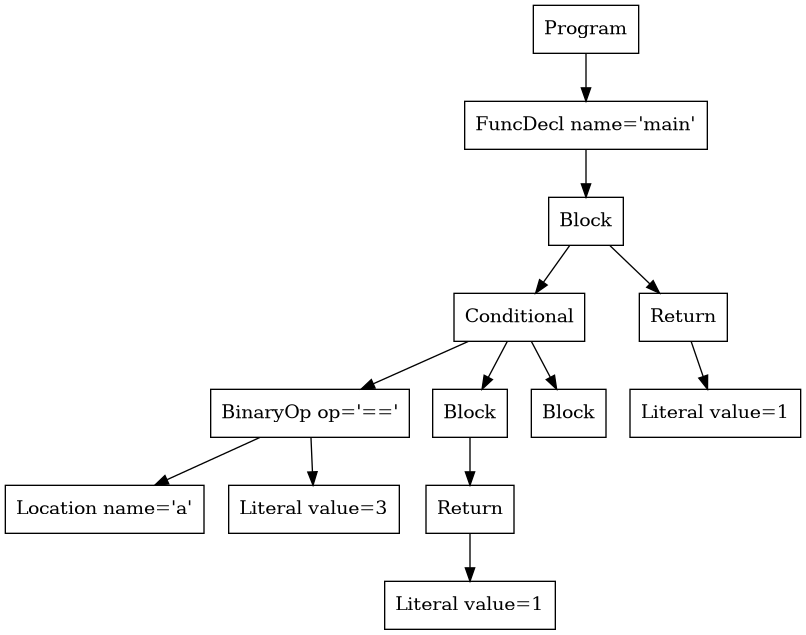 Program
FuncDecl name='main'
Block
Conditional
Return
BinaryOp op='=='
Block
Block
Literal value=1
Location name='a'
Literal value=3
Return
Literal value=1